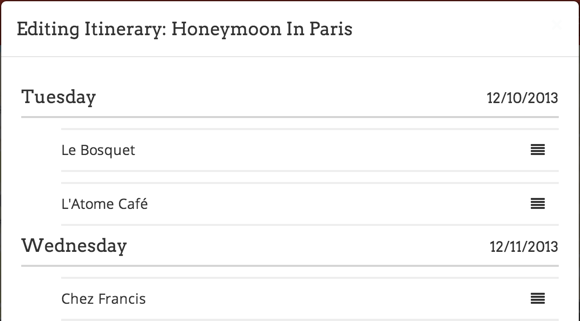 Editing Itinerary: Honeymoon In Paris
Tuesday 12/10/2013
Le Bosquet
L'Atome Café
Wednesday 12/11/2013
Chez Francis